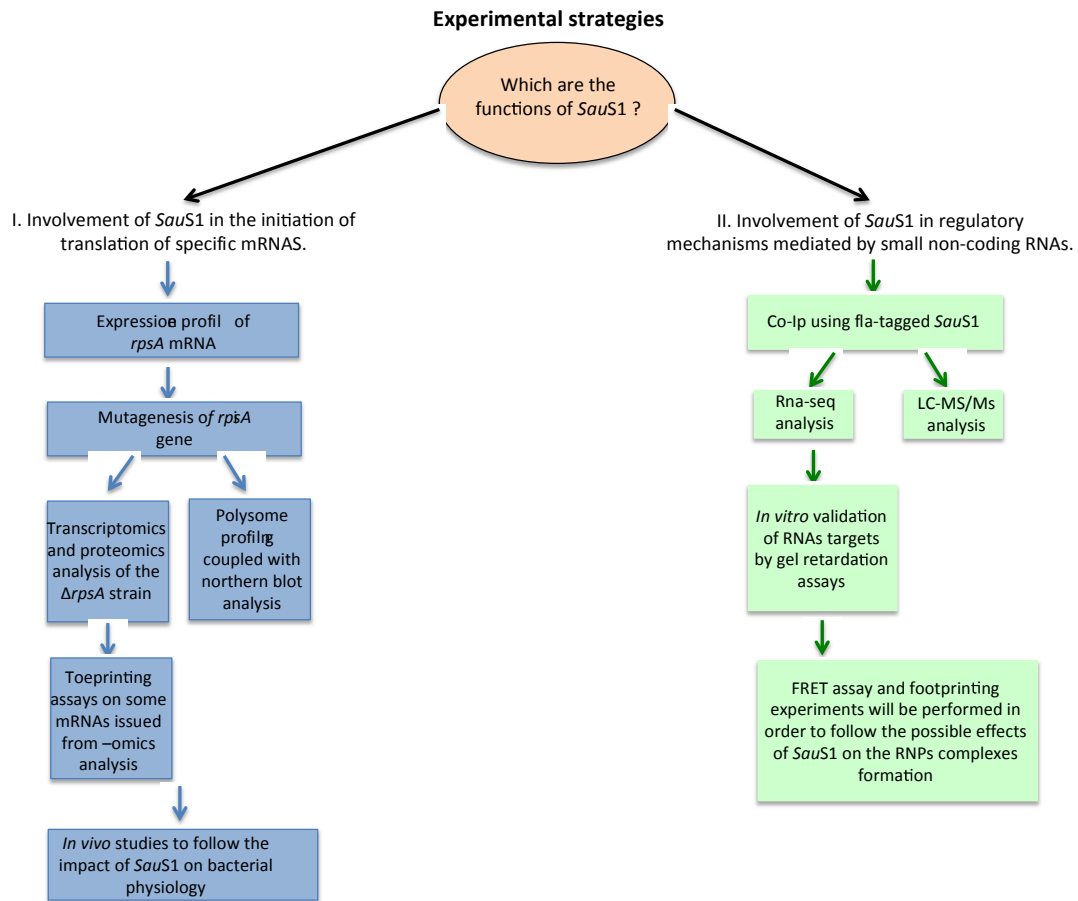 Experimental strategies
Which are the
functions of SauS1 ?
I. Involvement of SauS1 in the initiation of
translation of specific mRNAS.
Expression profil of
rpsA mRNA
Mutagenesis of rpsA
gene
Transcriptomics
and proteomics
analysis of the
ΔrpsA strain
Polysome
profiling
coupled with
northern blot
analysis
Toeprinting
assays on some
mRNAs issued
from –omics
analysis
In vivo studies to follow the
impact of SauS1 on bacterial
physiology
II. Involvement of SauS1 in regulatory
mechanisms mediated by small non-coding RNAs.
Co-Ip using fla-tagged SauS1
Rna-seq
analysis
LC-MS/Ms
analysis
In vitro validation
of RNAs targets
by gel retardation
assays
FRET assay and footprinting
experiments will be performed in
order to follow the possible effects
of SauS1 on the RNPs complexes
formation